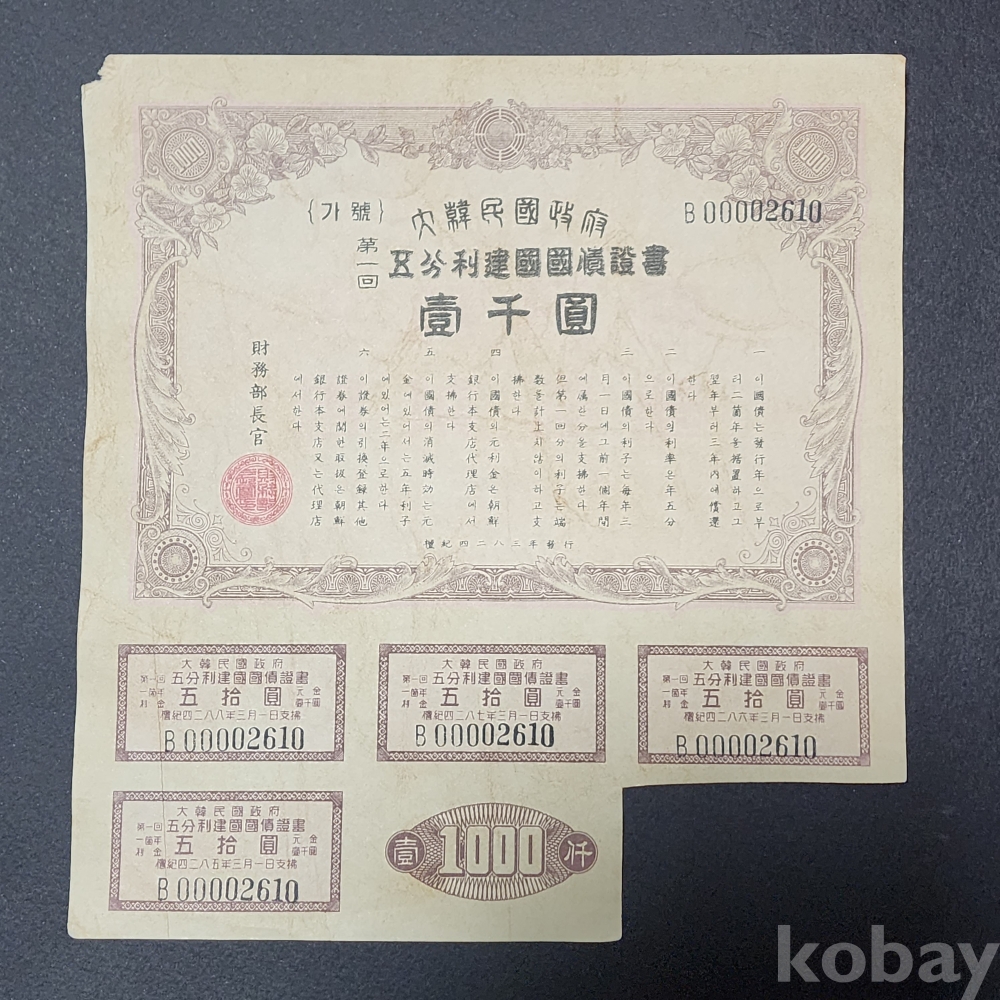 1000
1000
{가 號}
大韓民國政府
B 00002610
第一回
五分利建國國債證書
壹千圓
一 이國債는發行年으로부
터二箇年을据置하고그
翌年부터三年內에償還
한다
二 이國債의利率은年五分
으로한다
三 이國債의利子는每年三
月一日에그前一個年間
에屬한分을支拂한다
但第一回分의利子는端
數를計上치않이하고支
拂한다
四 이國債의元利金은朝鮮
銀行本支店代理店에서
支拂한다
五 이國債의消滅時効는元
金에있어서는五年利子
에있어는二年으로한다
六 이證券의引換登録其他
證券에關한取扱은朝鮮
銀行本支店又는代理店
에서한다
財務部長官
檀紀四二八三年發行
大韓民國政府
第一回 五分利建國國債證書
一箇年利金 五拾圓 元金壹千圓
檀紀四二八八年三月一日支拂
B 00002610
大韓民國政府
第一回 五分利建國國債證書
一箇年利金 五拾圓 元金壹千圓
檀紀四二八七年三月一日支拂
B 00002610
大韓民國政府
第一回 五分利建國國債證書
一箇年利金 五拾圓 元金壹千圓
檀紀四二八六年三月一日支拂
B 00002610
大韓民國政府
第一回 五分利建國國債證書
一箇年利金 五拾圓 元金壹千圓
檀紀四二八五年三月一日支拂
B 00002610
壹 1000 仟
kobay